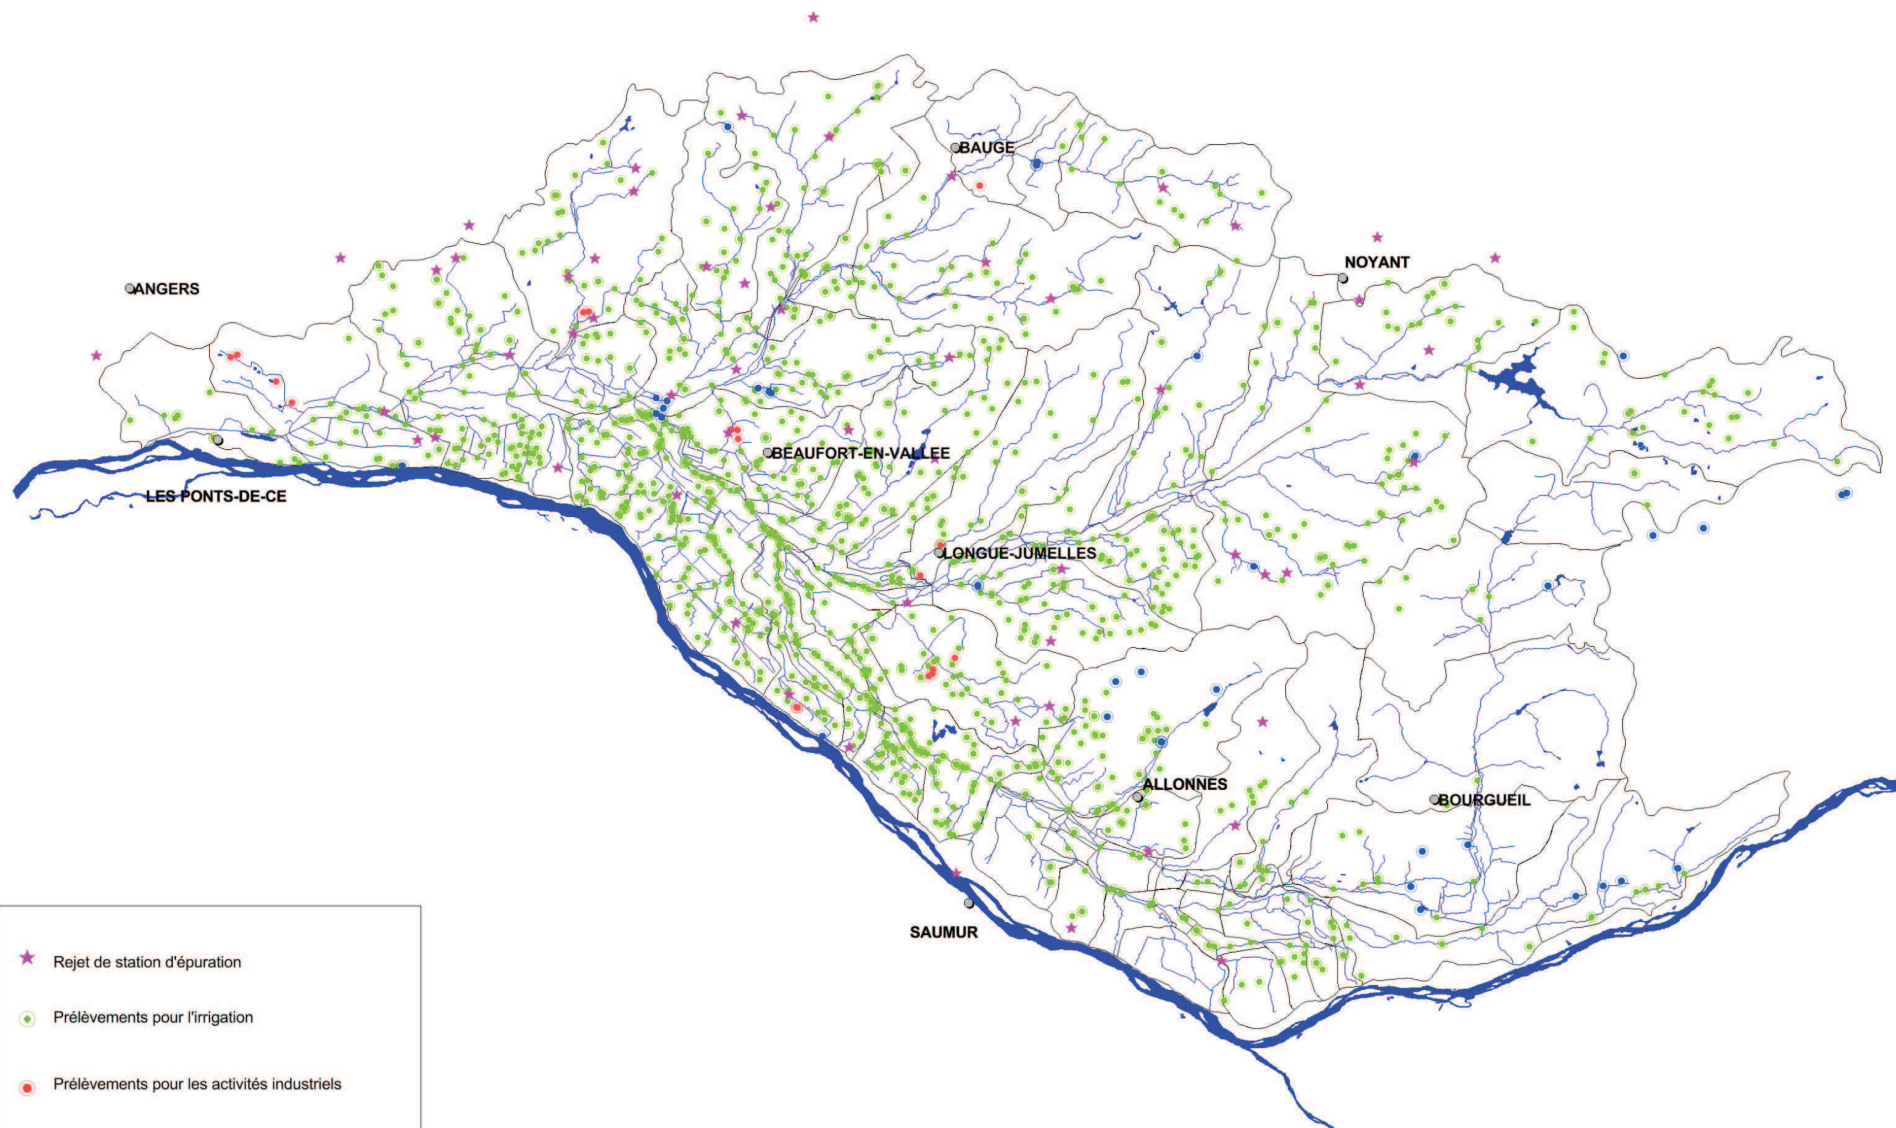 BAUGE
NOYANT
ANGERS
BEAUFORT-EN-VALLEE
LES PONTS-DE-CE
LONGUE-JUMELLES
ALLONNES
BOURGUEIL
SAUMUR
Rejet de station d'épuration
Prélèvements pour l'irrigation
Prélèvements pour les activités industriels